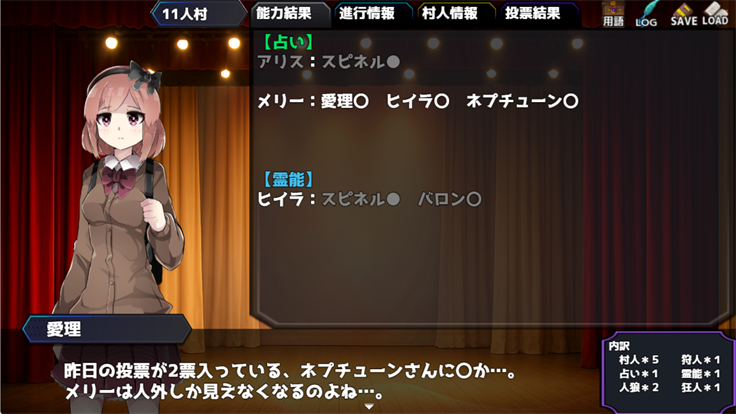 11人村
能力結果 進行情報 村人情報 投票結果
用語 LOG SAVE LOAD
【占い】
アリス：スピネル●
メリー：愛理〇 ヒイラ〇 ネプチューン〇
【霊能】
ヒイラ：スピネル● バロン〇
愛理
昨日の投票が2票入っている、ネプチューンさんに〇か…。
メリーは人外しか見えなくなるのよね…。
内訳
村人＊5 狩人＊1
占い＊1 霊能＊1
人狼＊2 狂人＊1